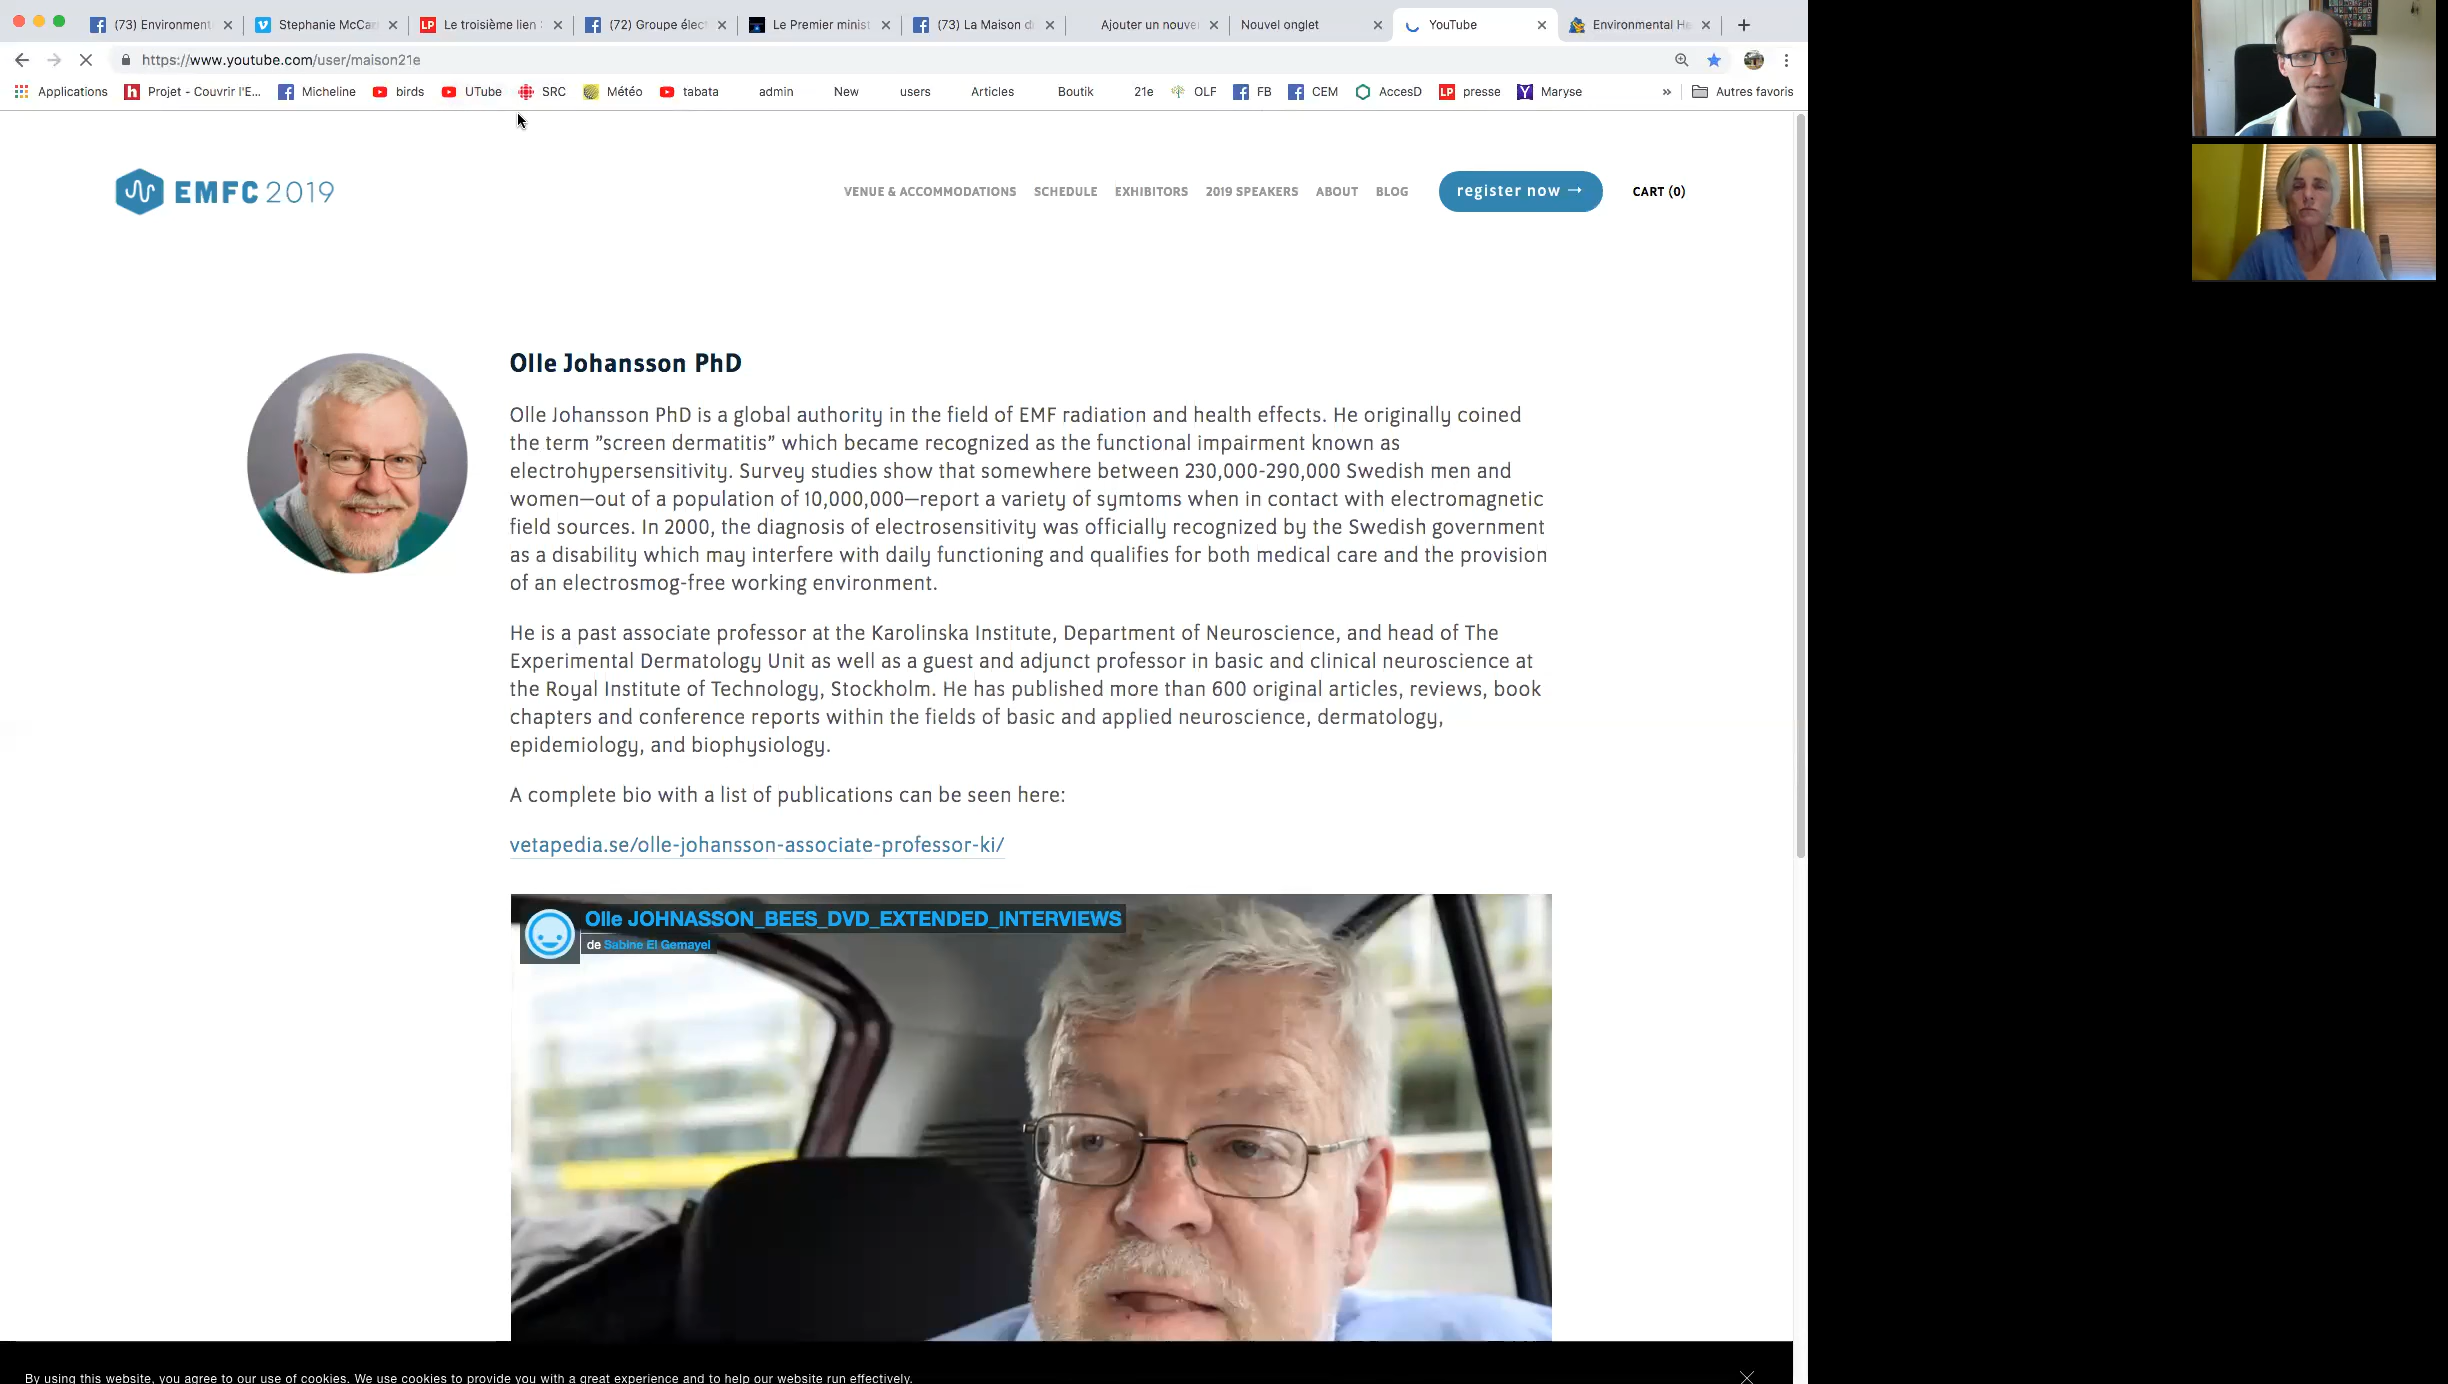 (73) Environment
Stephanie McCa
Le troisième lien
(72) Groupe élect
Le Premier minist
(73) La Maison d
Ajouter un nouve
Nouvel onglet
YouTube
Environmental He
https://www.youtube.com/user/maison21e
Applications
Projet - Couvrir l'E...
Micheline
birds
UTube
SRC
Météo
tabata
admin
New
users
Articles
Boutik
21e
OLF
FB
CEM
AccesD
presse
Maryse
»
Autres favoris
EMFC 2019
VENUE & ACCOMMODATIONS
SCHEDULE
EXHIBITORS
2019 SPEAKERS
ABOUT
BLOG
register now →
CART (0)
Olle Johansson PhD
Olle Johansson PhD is a global authority in the field of EMF radiation and health effects. He originally coined
the term ”screen dermatitis” which became recognized as the functional impairment known as
electrohypersensitivity. Survey studies show that somewhere between 230,000-290,000 Swedish men and
women—out of a population of 10,000,000—report a variety of symtoms when in contact with electromagnetic
field sources. In 2000, the diagnosis of electrosensitivity was officially recognized by the Swedish government
as a disability which may interfere with daily functioning and qualifies for both medical care and the provision
of an electrosmog-free working environment.
He is a past associate professor at the Karolinska Institute, Department of Neuroscience, and head of The
Experimental Dermatology Unit as well as a guest and adjunct professor in basic and clinical neuroscience at
the Royal Institute of Technology, Stockholm. He has published more than 600 original articles, reviews, book
chapters and conference reports within the fields of basic and applied neuroscience, dermatology,
epidemiology, and biophysiology.
A complete bio with a list of publications can be seen here:
vetapedia.se/olle-johansson-associate-professor-ki/
Olle JOHNASSON_BEES_DVD_EXTENDED_INTERVIEWS
de Sabine El Gemayel
By using this website, you agree to our use of cookies. We use cookies to provide you with a great experience and to help our website run effectively.